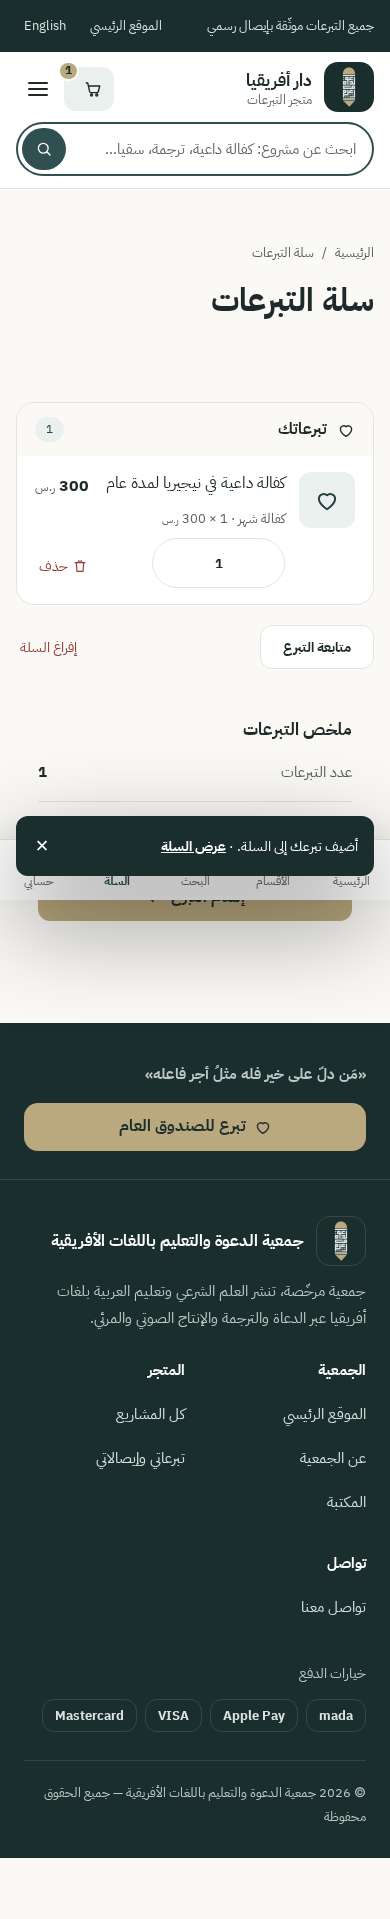 جميع التبرعات موثّقة بإيصال رسمي
الموقع الرئيسي
English
دار أفريقيا
متجر التبرعات
1
ابحث عن مشروع: كفالة داعية، ترجمة، سقيا...
الرئيسية / سلة التبرعات
سلة التبرعات
تبرعاتك
1
كفالة داعية في نيجيريا لمدة عام
300 ر.س
كفالة شهر · 1 × 300 ر.س
1
حذف
متابعة التبرع
إفراغ السلة
ملخص التبرعات
عدد التبرعات
1
أضيف تبرعك إلى السلة. · عرض السلة
×
الرئيسية
الأقسام
البحث
السلة
حسابي
«مَن دلّ على خير فله مثلُ أجر فاعله»
تبرع للصندوق العام
جمعية الدعوة والتعليم باللغات الأفريقية
جمعية مرخّصة، تنشر العلم الشرعي وتعليم العربية بلغات
أفريقيا عبر الدعاة والترجمة والإنتاج الصوتي والمرئي.
الجمعية
الموقع الرئيسي
عن الجمعية
المكتبة
المتجر
كل المشاريع
تبرعاتي وإيصالاتي
تواصل
تواصل معنا
خيارات الدفع
mada
Apple Pay
VISA
Mastercard
© 2026 جمعية الدعوة والتعليم باللغات الأفريقية — جميع الحقوق
محفوظة